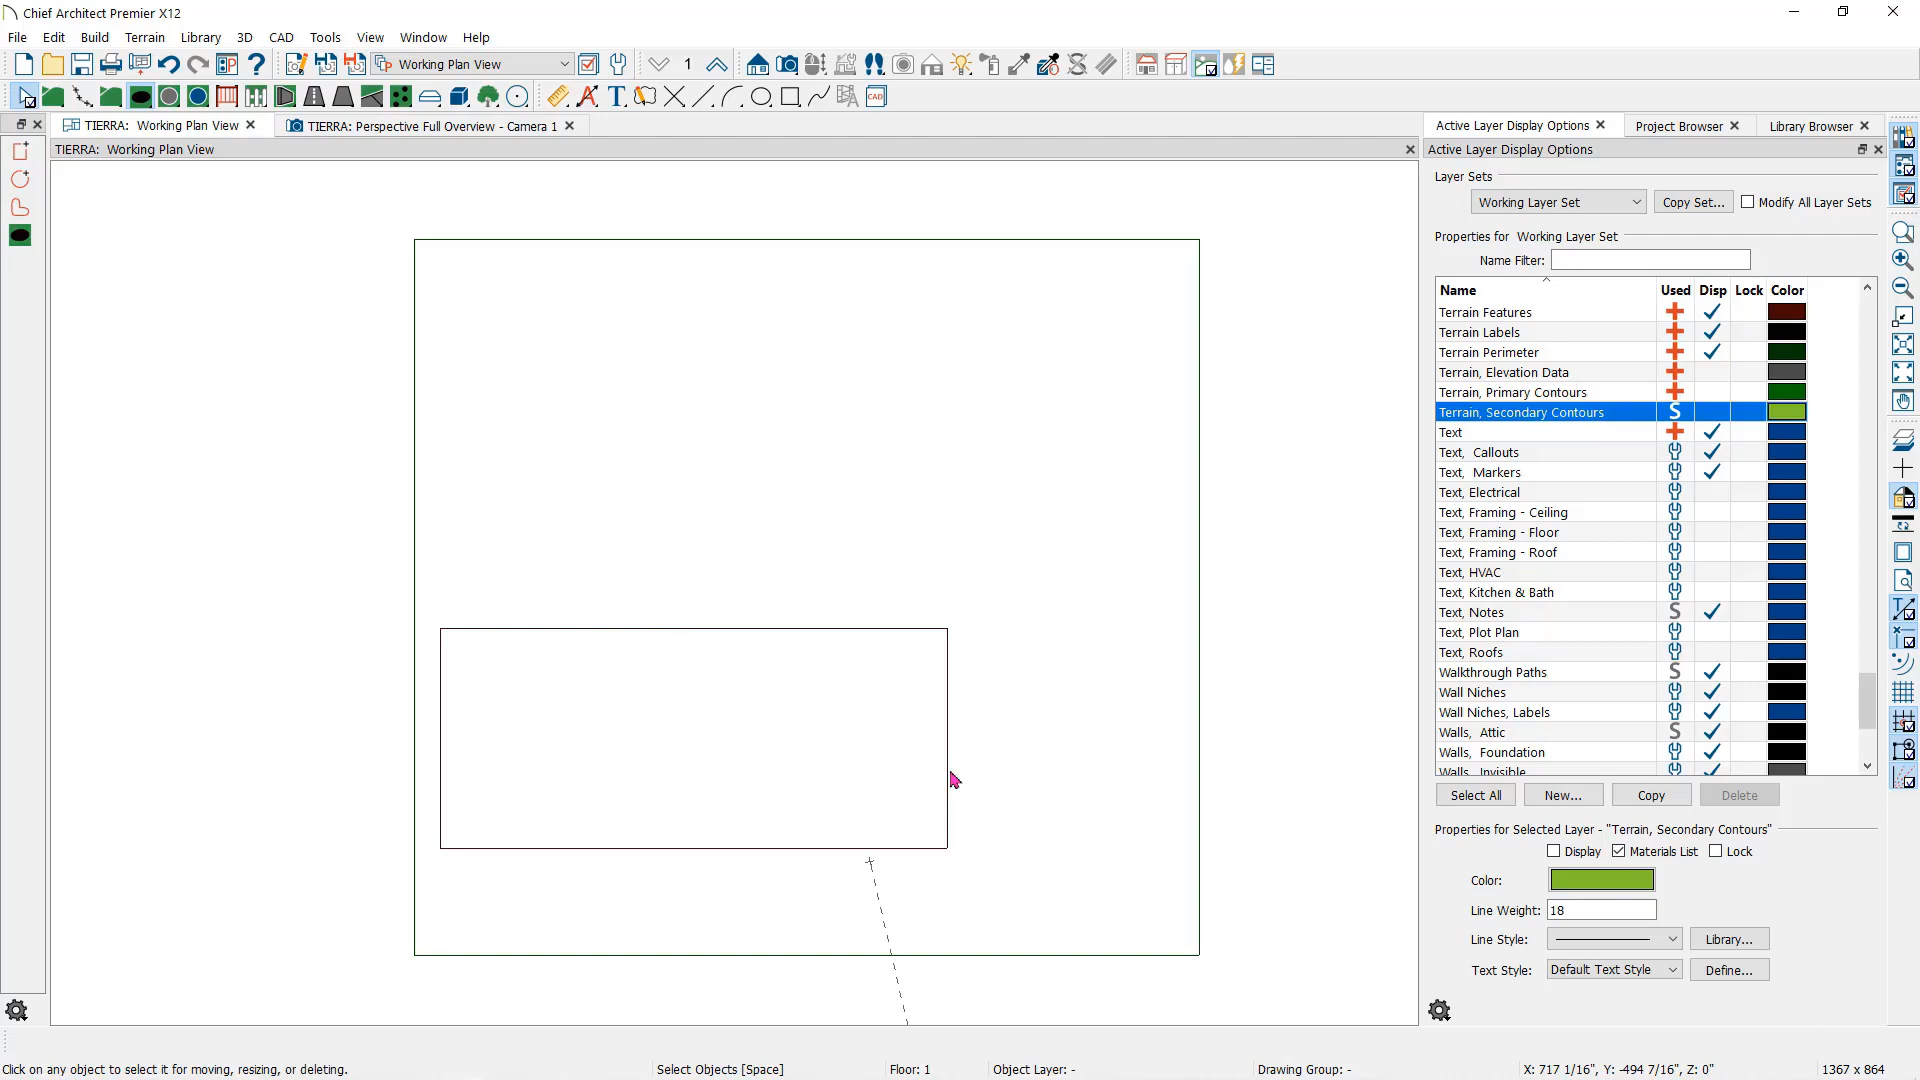 Chief Architect Premier X12
File Edit Build Terrain Library 3D CAD Tools View Window Help
Working Plan View
1
TIERRA: Working Plan View
TIERRA: Perspective Full Overview - Camera 1
Active Layer Display Options
Project Browser
Library Browser
TIERRA: Working Plan View
Active Layer Display Options
Layer Sets
Working Layer Set
Copy Set...
Modify All Layer Sets
Properties for Working Layer Set
Name Filter:
Name Used Disp Lock Color
Terrain Features
Terrain Labels
Terrain Perimeter
Terrain, Elevation Data
Terrain, Primary Contours
Terrain, Secondary Contours S
Text
Text, Callouts
Text, Markers
Text, Electrical
Text, Framing - Ceiling
Text, Framing - Floor
Text, Framing - Roof
Text, HVAC
Text, Kitchen & Bath
Text, Notes S
Text, Plot Plan
Text, Roofs
Walkthrough Paths S
Wall Niches
Wall Niches, Labels
Walls, Attic S
Walls, Foundation
Walls, Invisible
Select All New... Copy Delete
Properties for Selected Layer - "Terrain, Secondary Contours"
Display Materials List Lock
Color:
Line Weight: 18
Line Style: Library...
Text Style: Default Text Style Define...
Click on any object to select it for moving, resizing, or deleting.
Select Objects [Space]
Floor: 1
Object Layer: -
Drawing Group: -
X: 717 1/16", Y: -494 7/16", Z: 0"
1367 x 864